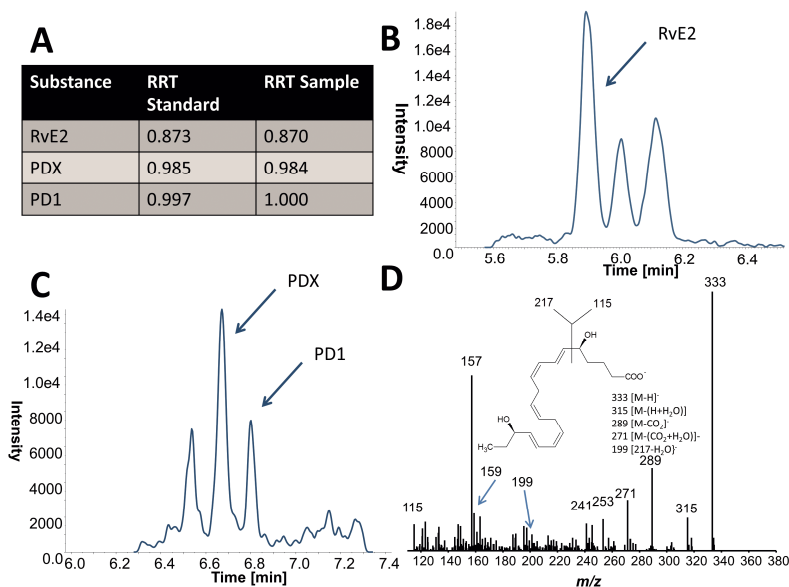 A
Substance RRT Standard RRT Sample
RvE2 0.873 0.870
PDX 0.985 0.984
PD1 0.997 1.000
B
RvE2
1.8e4
1.6e4
1.4e4
1.2e4
1.0e4
8000
6000
4000
2000
0.0
Intensity
5.6 5.8 6.0 6.2 6.4
Time [min]
C
PDX
PD1
1.4e4
1.2e4
1.0e4
8000
6000
4000
2000
0.0
Intensity
6.0 6.2 6.4 6.6 6.8 7.0 7.2 7.4
Time [min]
D
333
217 115
OH
COO-
HO
H3C
157
333 [M-H]-
315 [M-(H+H2O)]
289 [M-CO2]-
271 [M-(CO2+H2O)]-
199 [217-H2O]-
289
159
199
115
241 253 271 315
120 140 160 180 200 220 240 260 280 300 320 340 360 380
m/z